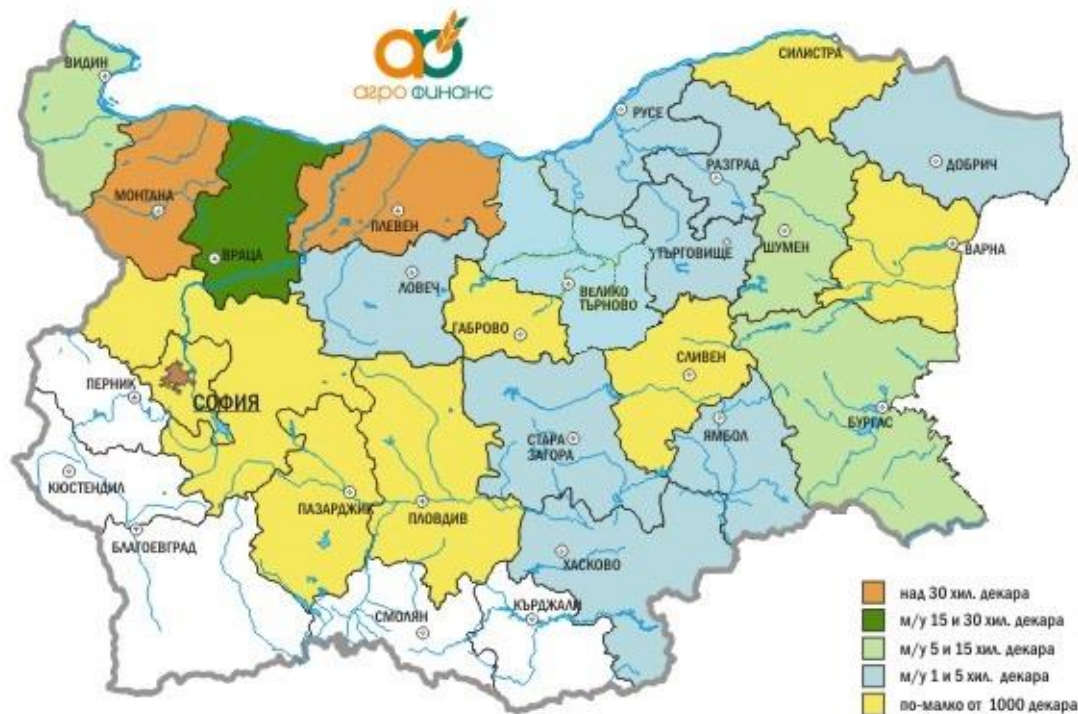 агро финанс
ВИДИН
СИЛИСТРА
РУСЕ
ДОБРИЧ
РАЗГРАД
МОНТАНА
ПЛЕВЕН
ШУМЕН
ВАРНА
ТЪРГОВИЩЕ
ВРАЦА
ЛОВЕЧ
ВЕЛИКО
ТЪРНОВО
ГАБРОВО
СЛИВЕН
ПЕРНИК
СОФИЯ
БУРГАС
ЯМБОЛ
СТАРА
ЗАГОРА
КЮСТЕНДИЛ
ПАЗАРДЖИК
ПЛОВДИВ
БЛАГОЕВГРАД
ХАСКОВО
СМОЛЯН
КЪРДЖАЛИ
над 30 хил. декара
м/у 15 и 30 хил. декара
м/у 5 и 15 хил. декара
м/у 1 и 5 хил. декара
по-малко от 1000 декара